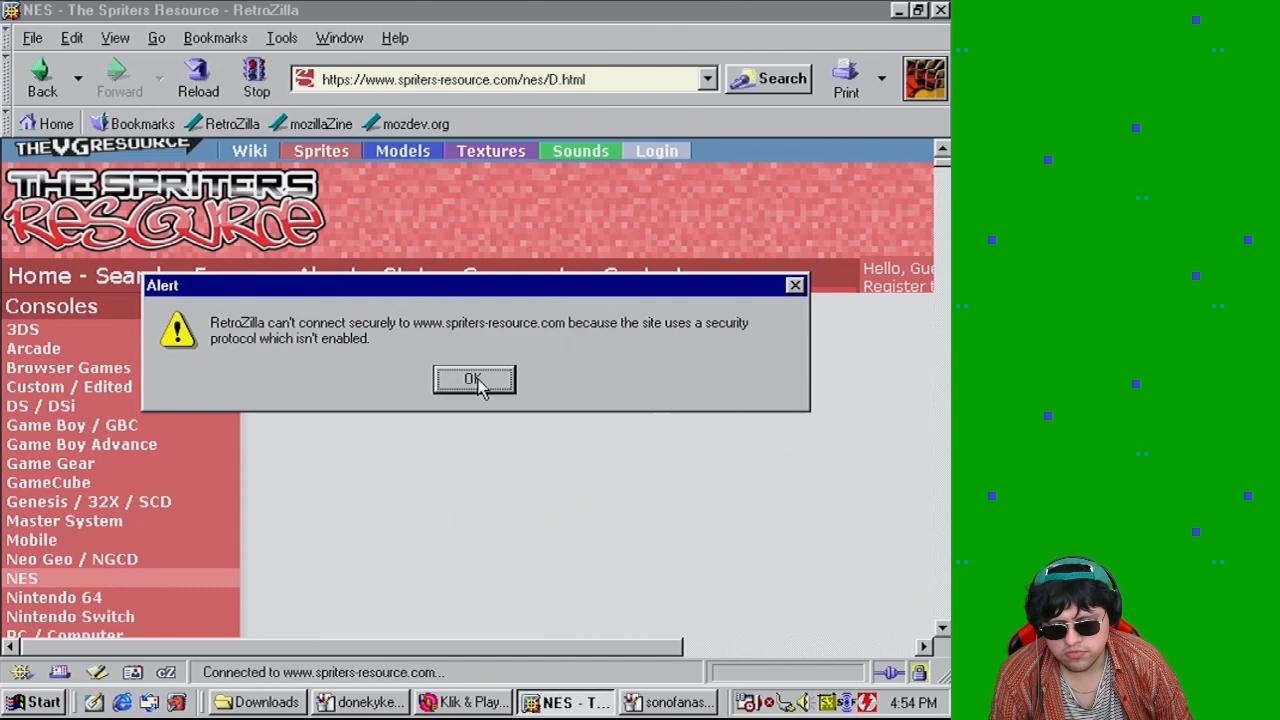 NES - The Spriters Resource - RetroZilla
File Edit View Go Bookmarks Tools Window Help
Back Forward Reload Stop https://www.spriters-resource.com/nes/D.html Search Print
Home Bookmarks RetroZilla mozillaZine mozdev.org
THE VG RESOURCE Wiki Sprites Models Textures Sounds Login
THE SPRITERS
RESOURCE
Home - Sear
Hello, Gue
Register t
Consoles
3DS
Arcade
Browser Games
Custom / Edited
DS / DSi
Game Boy / GBC
Game Boy Advance
Game Gear
GameCube
Genesis / 32X / SCD
Master System
Mobile
Neo Geo / NGCD
NES
Nintendo 64
Nintendo Switch
PC / Computer
Alert
RetroZilla can't connect securely to www.spriters-resource.com because the site uses a security
protocol which isn't enabled.
OK
Connected to www.spriters-resource.com...
Start Downloads donekyke... Klik & Play... NES - T... sonofanas... 4:54 PM